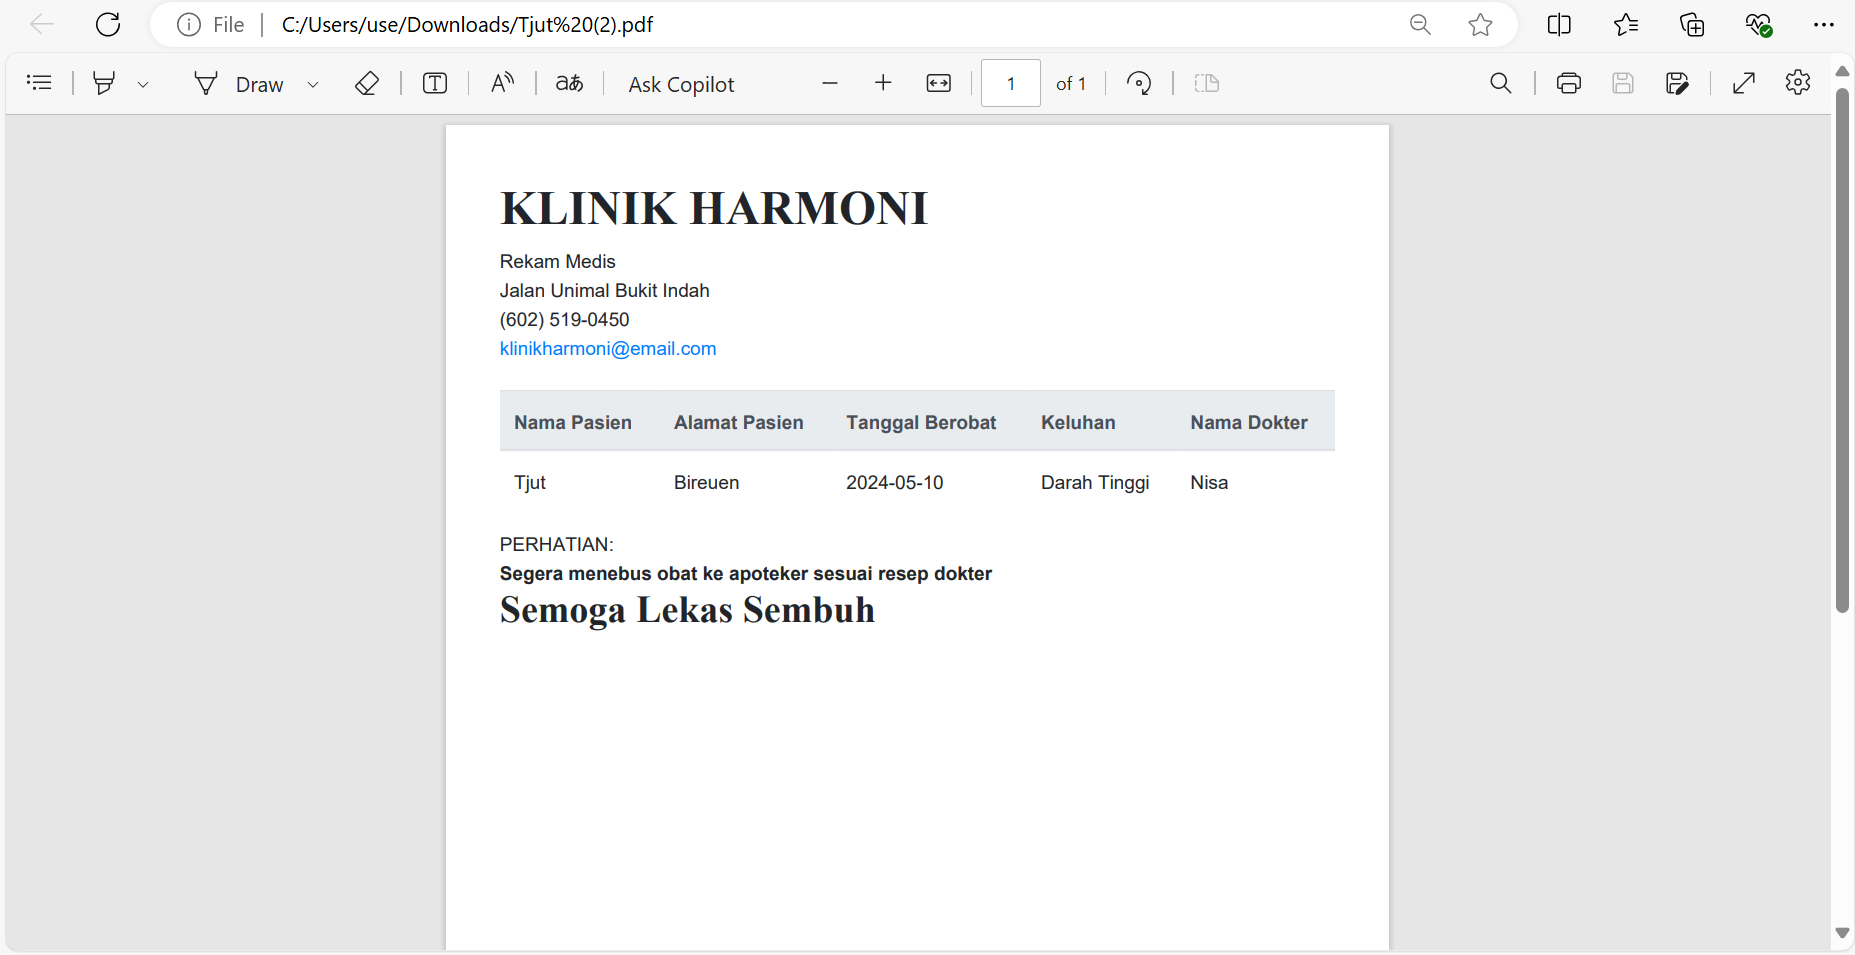 File C:/Users/use/Downloads/Tjut%20(2).pdf
Draw aあ Ask Copilot 1 of 1
KLINIK HARMONI
Rekam Medis
Jalan Unimal Bukit Indah
(602) 519-0450
klinikharmoni@email.com
Nama Pasien Alamat Pasien Tanggal Berobat Keluhan Nama Dokter
Tjut Bireuen 2024-05-10 Darah Tinggi Nisa
PERHATIAN:
Segera menebus obat ke apoteker sesuai resep dokter
Semoga Lekas Sembuh